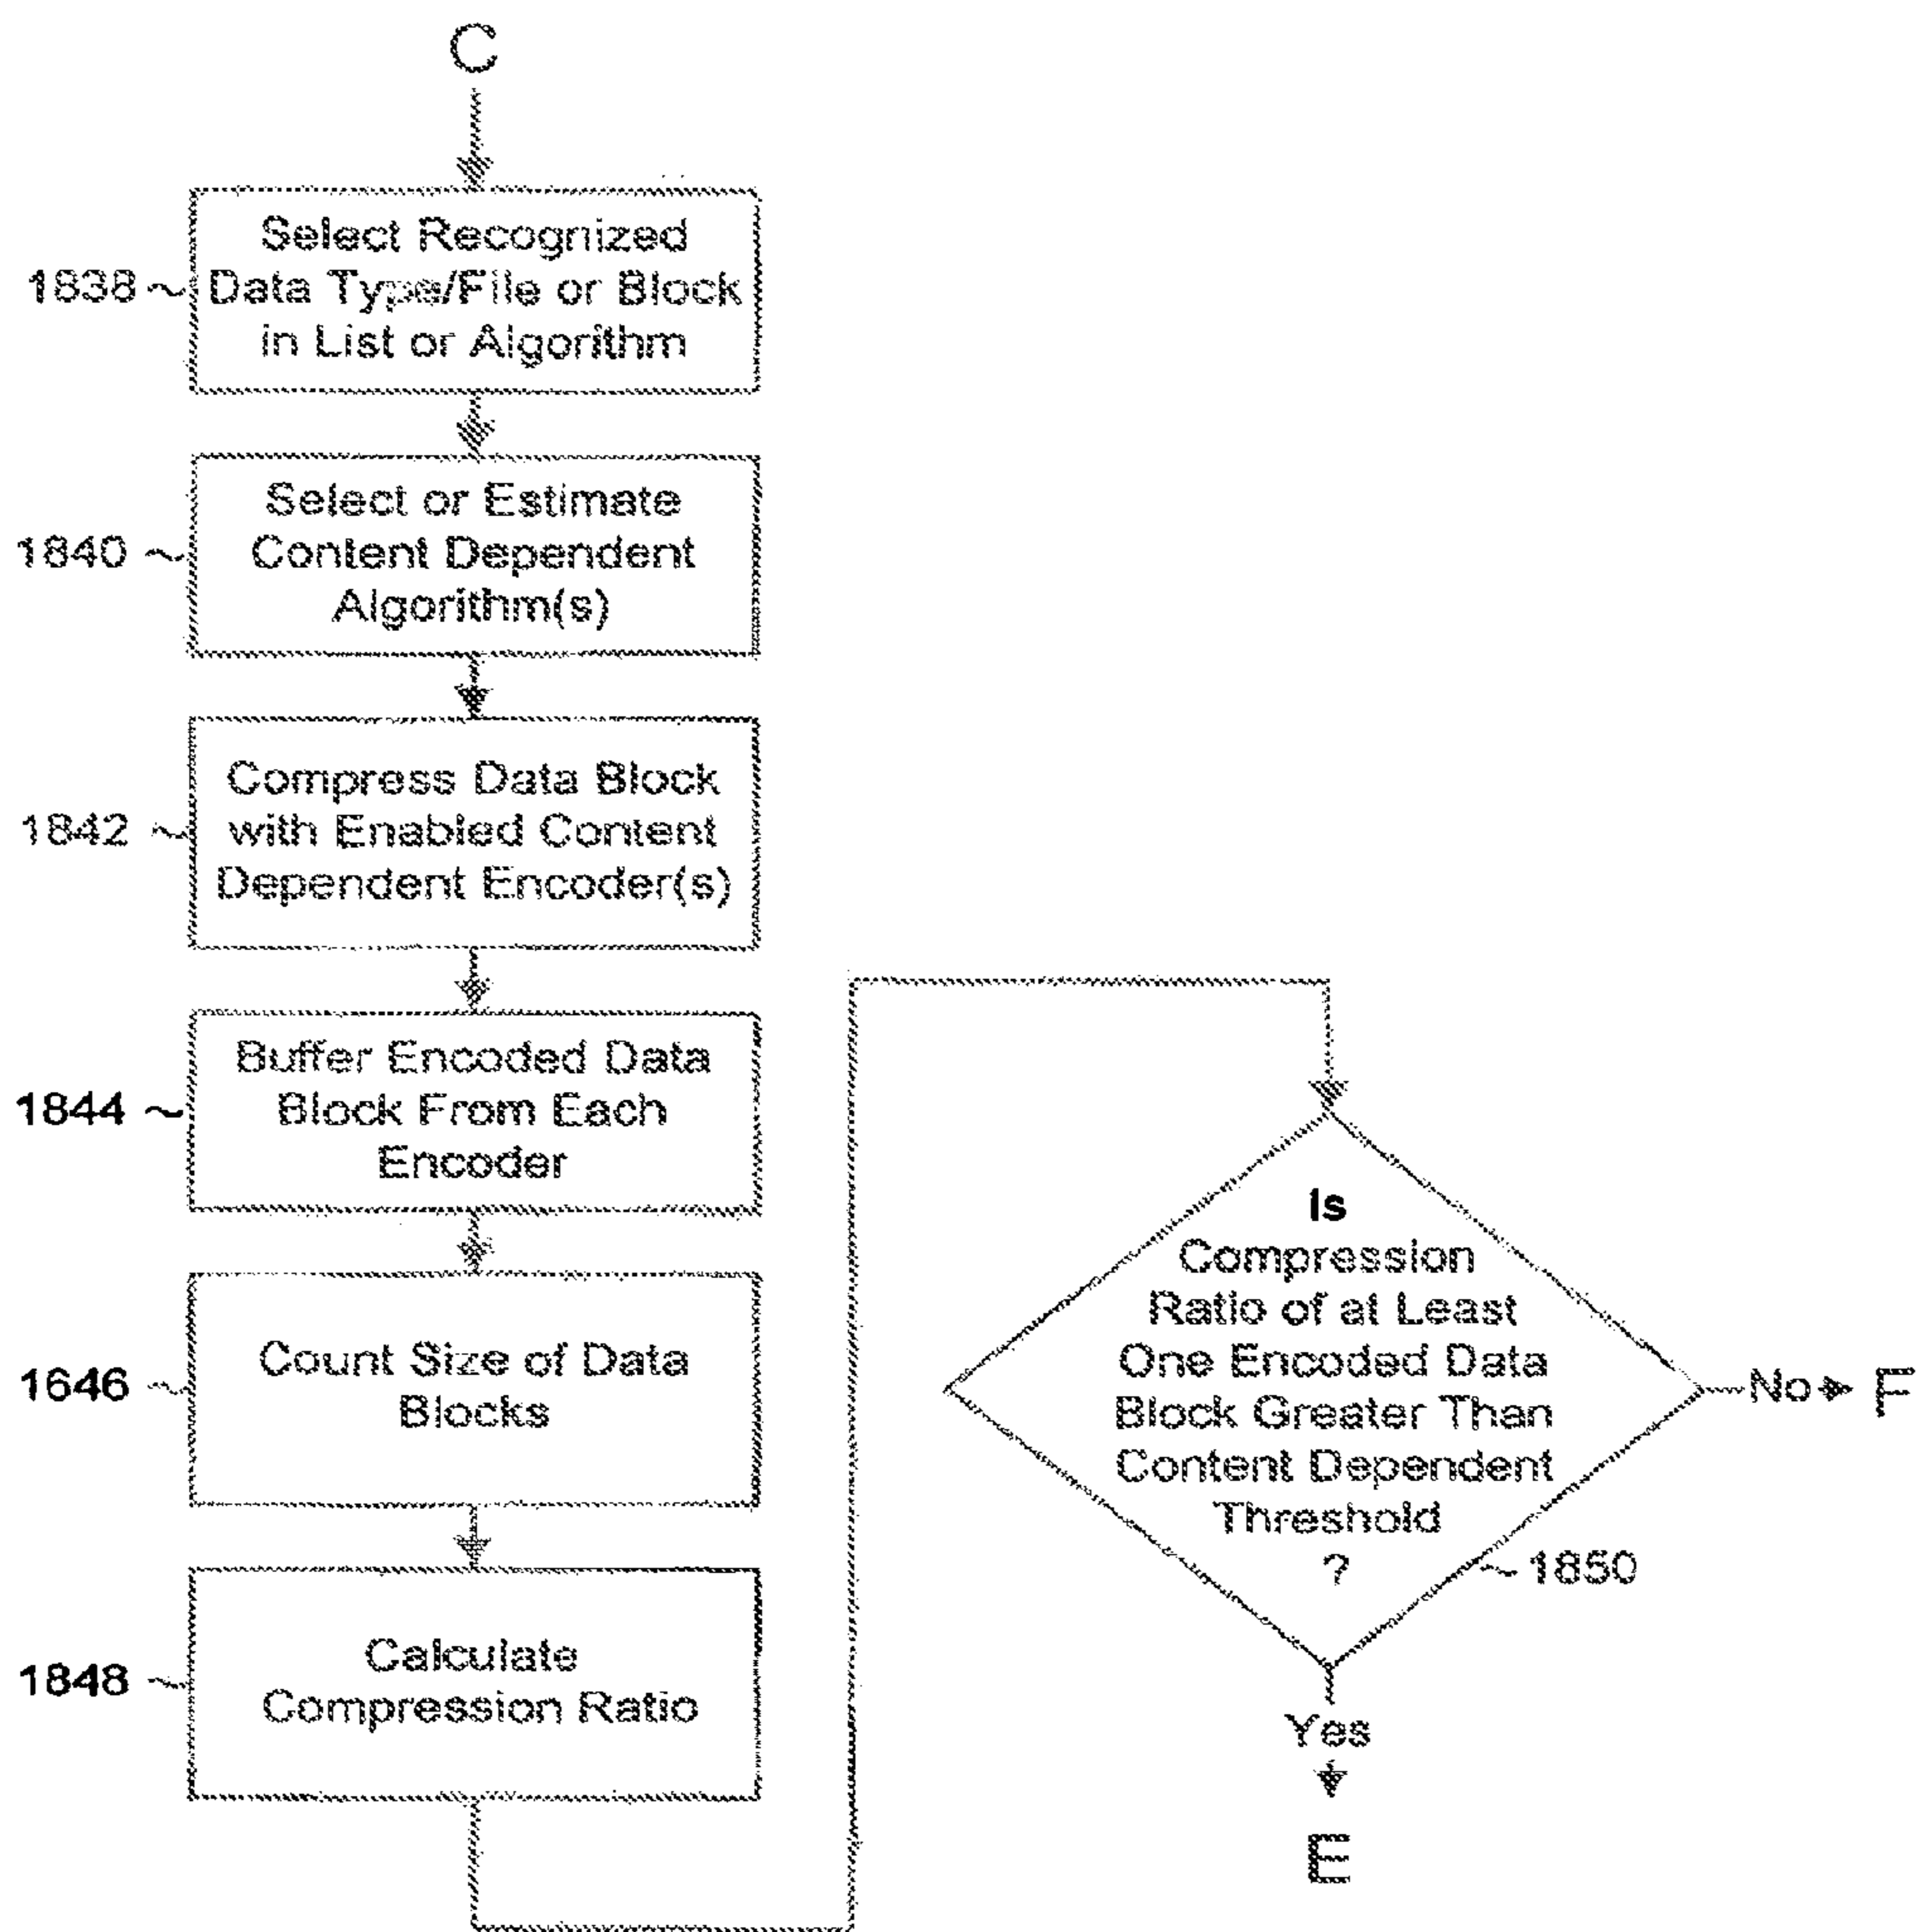 C
1838
Select Recognized
Data Type/File or Block
in List or Algorithm
1840
Select or Estimate
Content Dependent
Algorithm(s)
1842
Compress Data Block
with Enabled Content
Dependent Encoder(s)
1844
Buffer Encoded Data
Block From Each
Encoder
1646
Count Size of Data
Blocks
1848
Calculate
Compression Ratio
Is
Compression
Ratio of at Least
One Encoded Data
Block Greater Than
Content Dependent
Threshold
?
1850
No
F
Yes
E